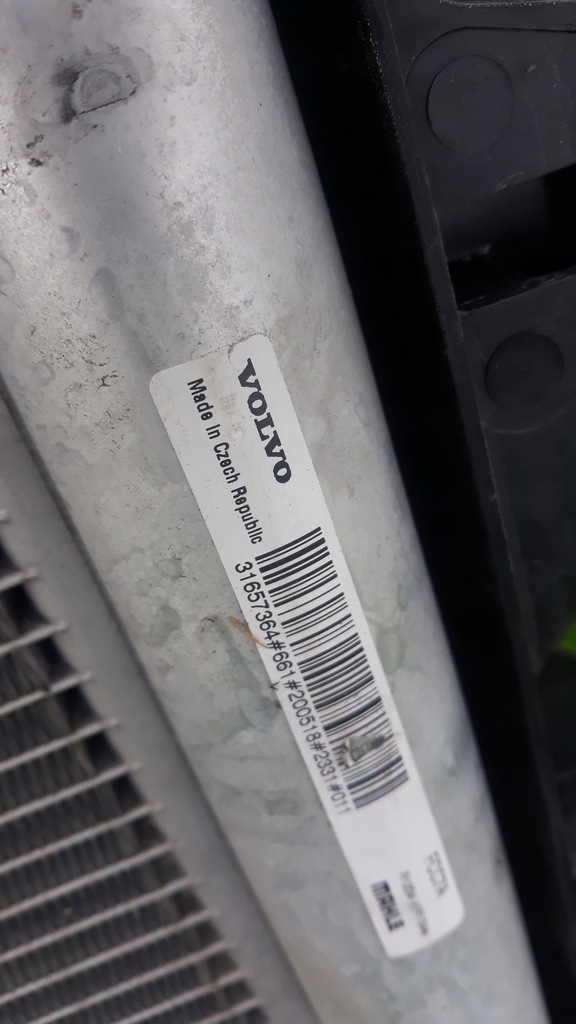 VOLVO
Made In Czech Republic
31657364#661#200518#2331#011
MAHLE